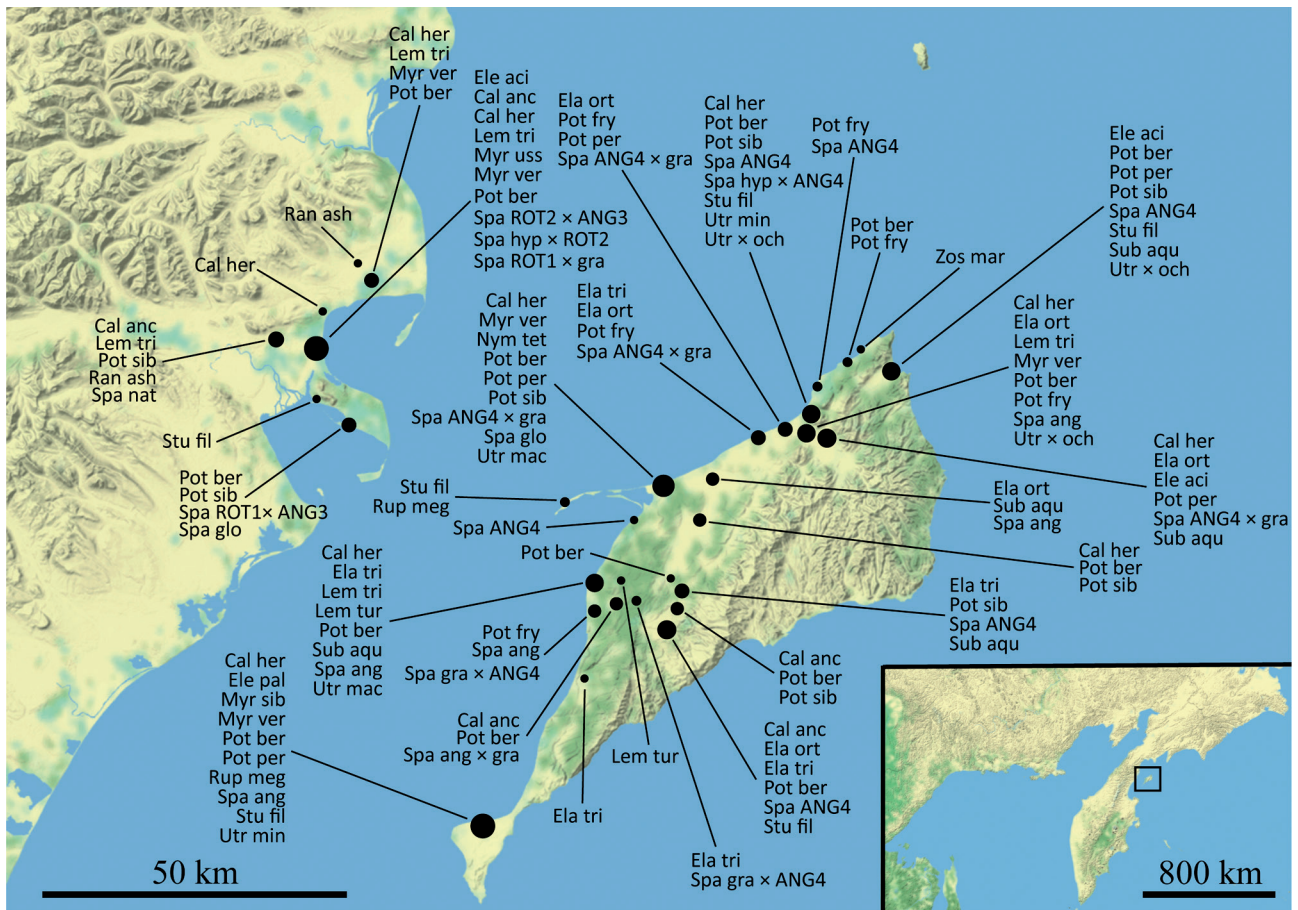 Cal her
Lem tri
Myr ver
Pot ber
Ele aci
Cal anc
Cal her
Lem tri
Myr uss
Myr ver
Pot ber
Spa ROT2 × ANG3
Spa hyp × ROT2
Spa ROT1 × gra
Ela ort
Pot fry
Pot per
Spa ANG4 × gra
Cal her
Pot ber
Pot sib
Spa ANG4
Spa hyp × ANG4
Stu fil
Utr min
Utr × och
Pot fry
Spa ANG4
Pot ber
Pot fry
Zos mar
Ele aci
Pot ber
Pot per
Pot sib
Spa ANG4
Stu fil
Sub aqu
Utr × och
Ran ash
Cal her
Cal anc
Lem tri
Pot sib
Ran ash
Spa nat
Stu fil
Pot ber
Pot sib
Spa ROT1× ANG3
Spa glo
Cal her
Myr ver
Nym tet
Pot ber
Pot per
Pot sib
Spa ANG4 × gra
Spa glo
Utr mac
Ela tri
Ela ort
Pot fry
Spa ANG4 × gra
Cal her
Ela ort
Lem tri
Myr ver
Pot ber
Pot fry
Spa ang
Utr × och
Cal her
Ela ort
Ele aci
Pot per
Spa ANG4 × gra
Sub aqu
Stu fil
Rup meg
Spa ANG4
Pot ber
Ela ort
Sub aqu
Spa ang
Cal her
Pot ber
Pot sib
Cal her
Ela tri
Lem tri
Lem tur
Pot ber
Sub aqu
Spa ang
Utr mac
Pot fry
Spa ang
Spa gra × ANG4
Ela tri
Pot sib
Spa ANG4
Sub aqu
Cal anc
Pot ber
Pot sib
Cal her
Ele pal
Myr sib
Myr ver
Pot ber
Pot per
Rup meg
Spa ang
Stu fil
Utr min
Cal anc
Pot ber
Spa ang × gra
Lem tur
Cal anc
Ela ort
Ela tri
Pot ber
Spa ANG4
Stu fil
Ela tri
Ela tri
Spa gra × ANG4
50 km
800 km